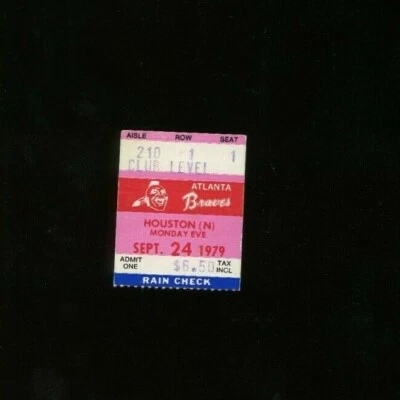 AISLE ROW SEAT
210 1 1
CLUB LEVEL
ATLANTA
Braves
HOUSTON (N)
MONDAY EVE
SEPT. 24 1979
ADMIT ONE $6.50 TAX INCL
RAIN CHECK